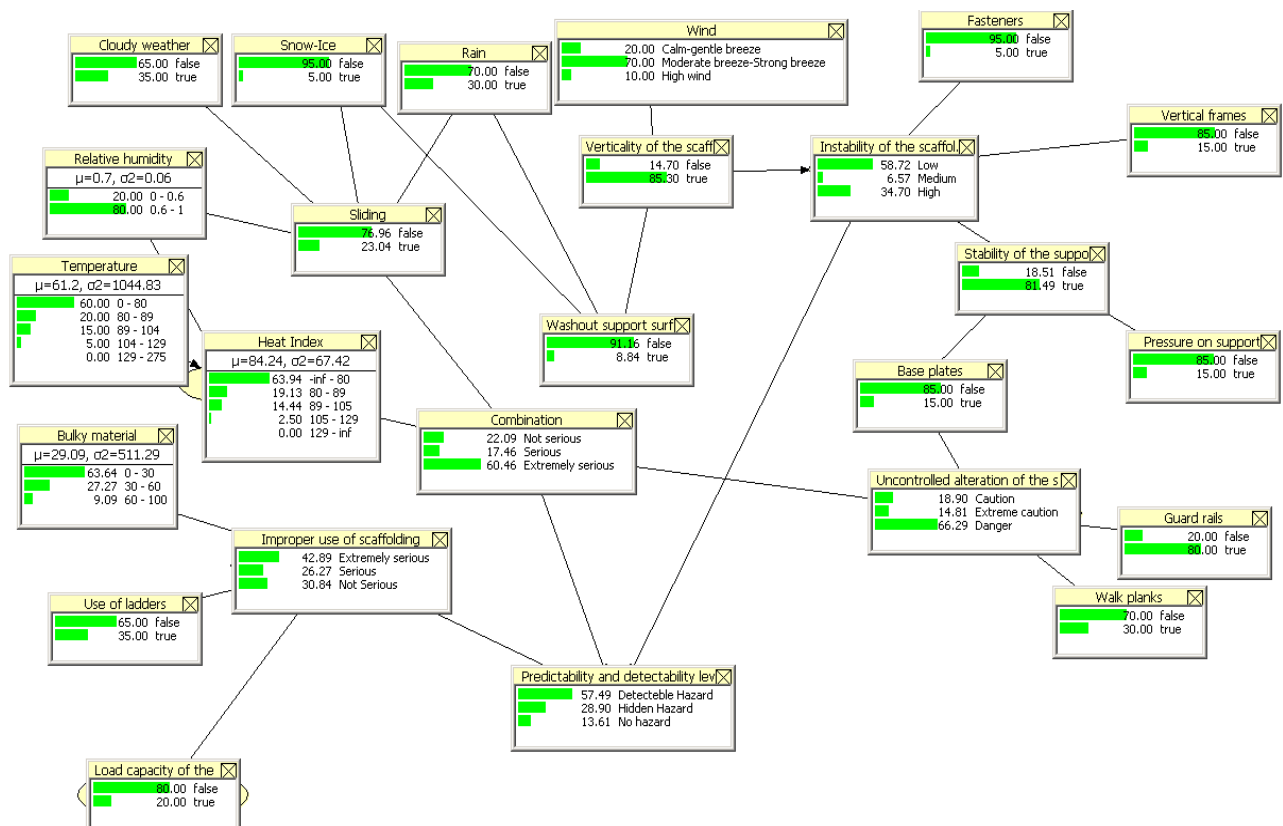 Cloudy weather
65.00 false
35.00 true
Snow-Ice
95.00 false
5.00 true
Rain
70.00 false
30.00 true
Wind
20.00 Calm-gentle breeze
70.00 Moderate breeze-Strong breeze
10.00 High wind
Fasteners
95.00 false
5.00 true
Vertical frames
85.00 false
15.00 true
Verticality of the scaff
14.70 false
85.30 true
Instability of the scaffol.
58.72 Low
6.57 Medium
34.70 High
Relative humidity
μ=0.7, σ2=0.06
20.00 0 - 0.6
80.00 0.6 - 1
Sliding
76.96 false
23.04 true
Stability of the suppo
18.51 false
81.49 true
Temperature
μ=61.2, σ2=1044.83
60.00 0 - 80
20.00 80 - 89
15.00 89 - 104
5.00 104 - 129
0.00 129 - 275
Washout support surf
91.16 false
8.84 true
Pressure on support
85.00 false
15.00 true
Heat Index
μ=84.24, σ2=67.42
63.94 -inf - 80
19.13 80 - 89
14.44 89 - 105
2.50 105 - 129
0.00 129 - inf
Base plates
85.00 false
15.00 true
Combination
22.09 Not serious
17.46 Serious
60.46 Extremely serious
Bulky material
μ=29.09, σ2=511.29
63.64 0 - 30
27.27 30 - 60
9.09 60 - 100
Uncontrolled alteration of the s
18.90 Caution
14.81 Extreme caution
66.29 Danger
Guard rails
20.00 false
80.00 true
Improper use of scaffolding
42.89 Extremely serious
26.27 Serious
30.84 Not Serious
Use of ladders
65.00 false
35.00 true
Walk planks
70.00 false
30.00 true
Predictability and detectability lev
57.49 Detecteble Hazard
28.90 Hidden Hazard
13.61 No hazard
Load capacity of the
80.00 false
20.00 true